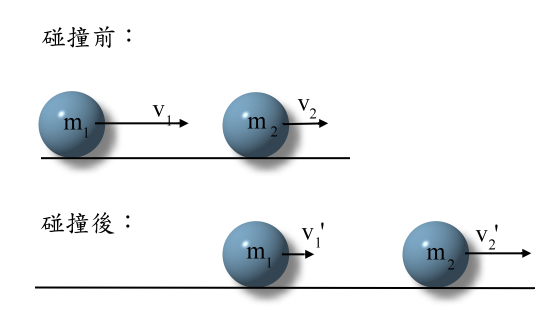 碰撞前：
m₁ v₁ m₂ v₂
碰撞後：
m₁ v₁' m₂ v₂'